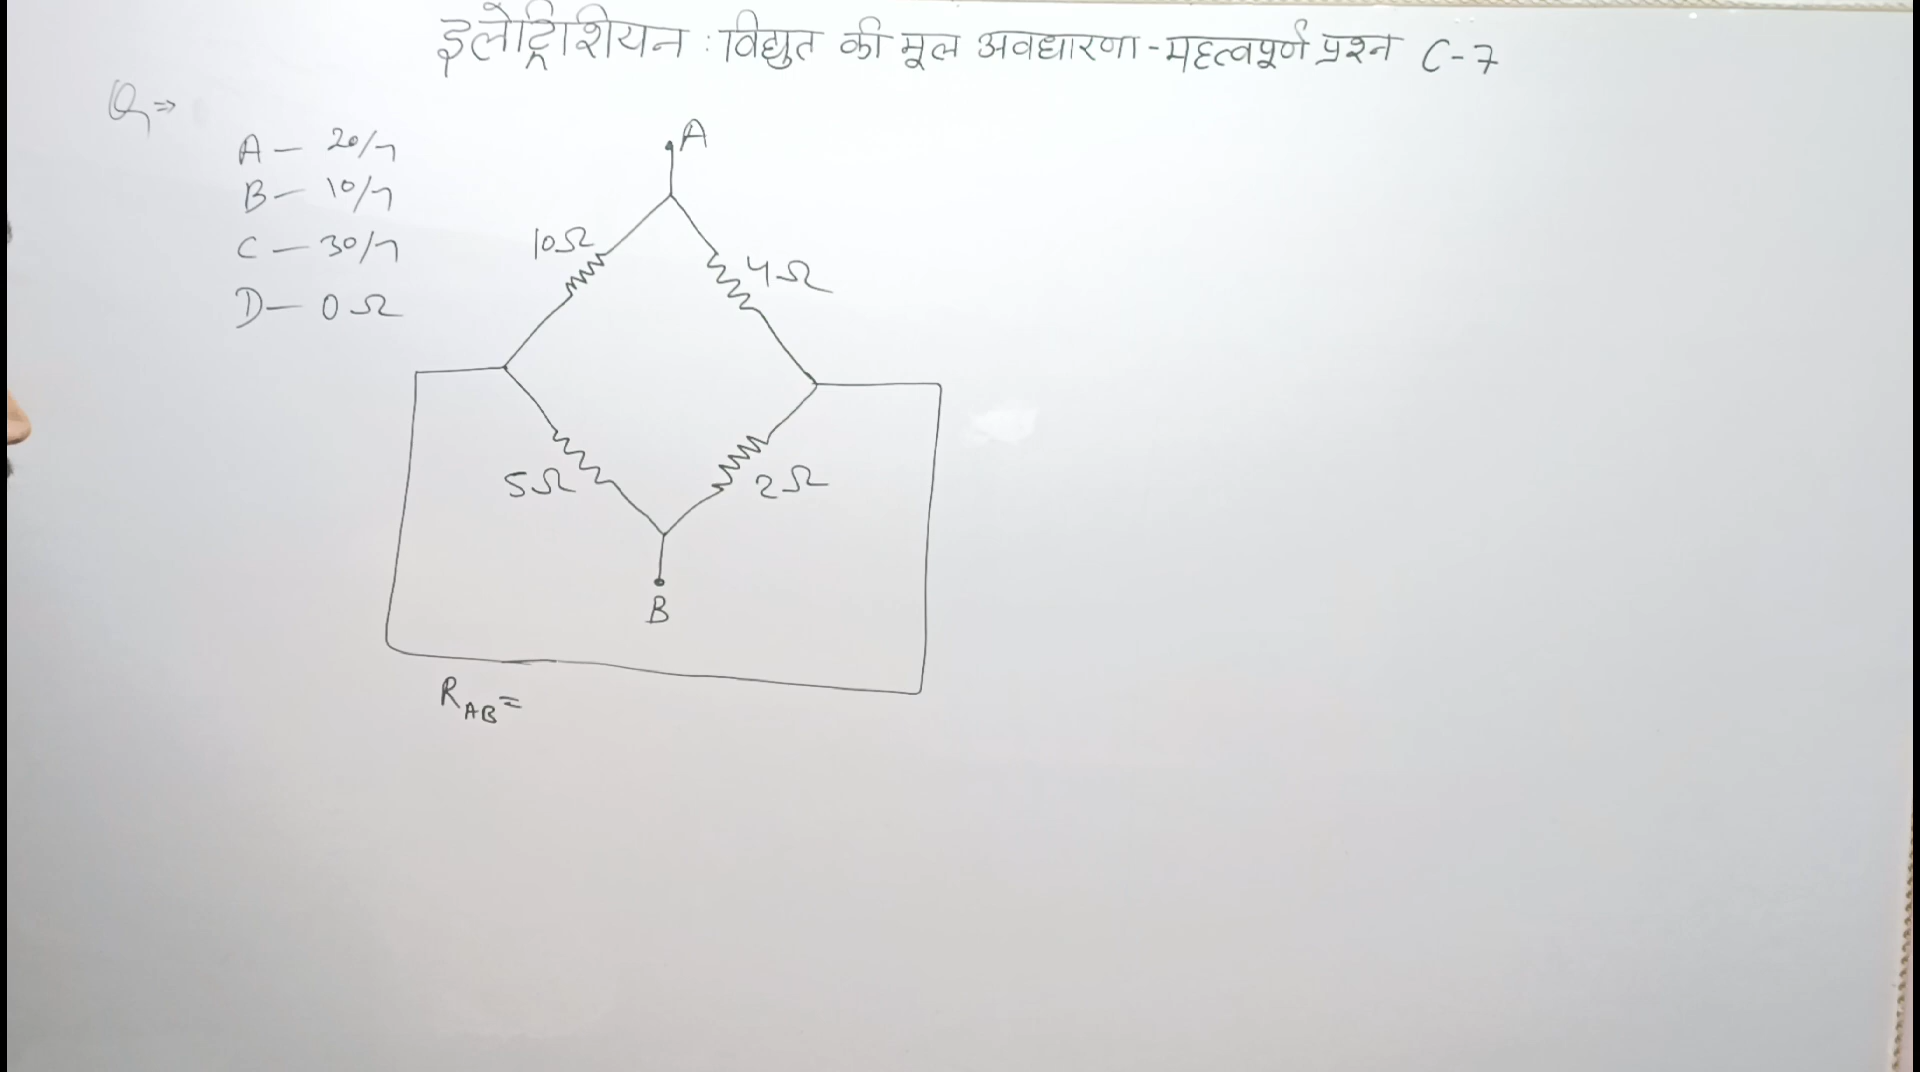 इलैट्रिशियन : विद्युत की मूल अवधारणा - महत्वपूर्ण प्रश्न C-7
Q⇒
A
A — 20/7
B — 10/7
10Ω
C — 30/7
4Ω
D — 0Ω
5Ω
2Ω
B
R_AB =